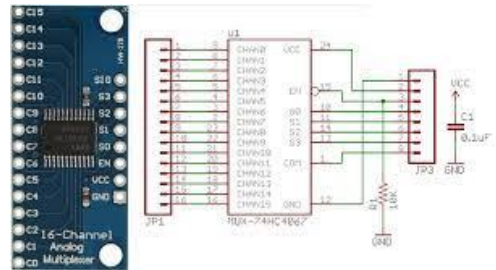 C15
C14
C13
C12
C11
C10
C9
C8
C7
C6
C5
C4
C3
C2
C1
C0
SIG
S3
S2
S1
S0
EN
VCC
GND
16-Channel
Analog
Multiplexer
JP1
U1
CHAN0
CHAN1
CHAN2
CHAN3
CHAN4
CHAN5
CHAN6
CHAN7
CHAN8
CHAN9
CHAN10
CHAN11
CHAN12
CHAN13
CHAN14
CHAN15
VCC
24
EN
15
S0
10
S1
11
S2
14
S3
13
COM
1
GND
12
MUX-74HC4067
R1
10K
GND
JP3
VCC
C1
0.1uF
GND